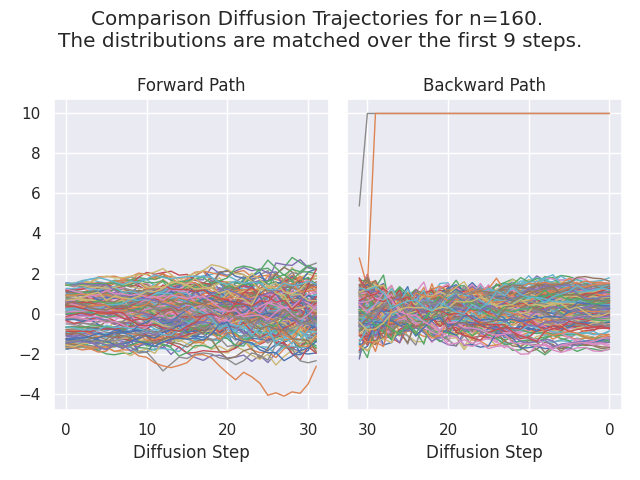 Comparison Diffusion Trajectories for n=160.
The distributions are matched over the first 9 steps.
Forward Path
Backward Path
10
8
6
4
2
0
−2
−4
0
10
20
30
30
20
10
0
Diffusion Step
Diffusion Step